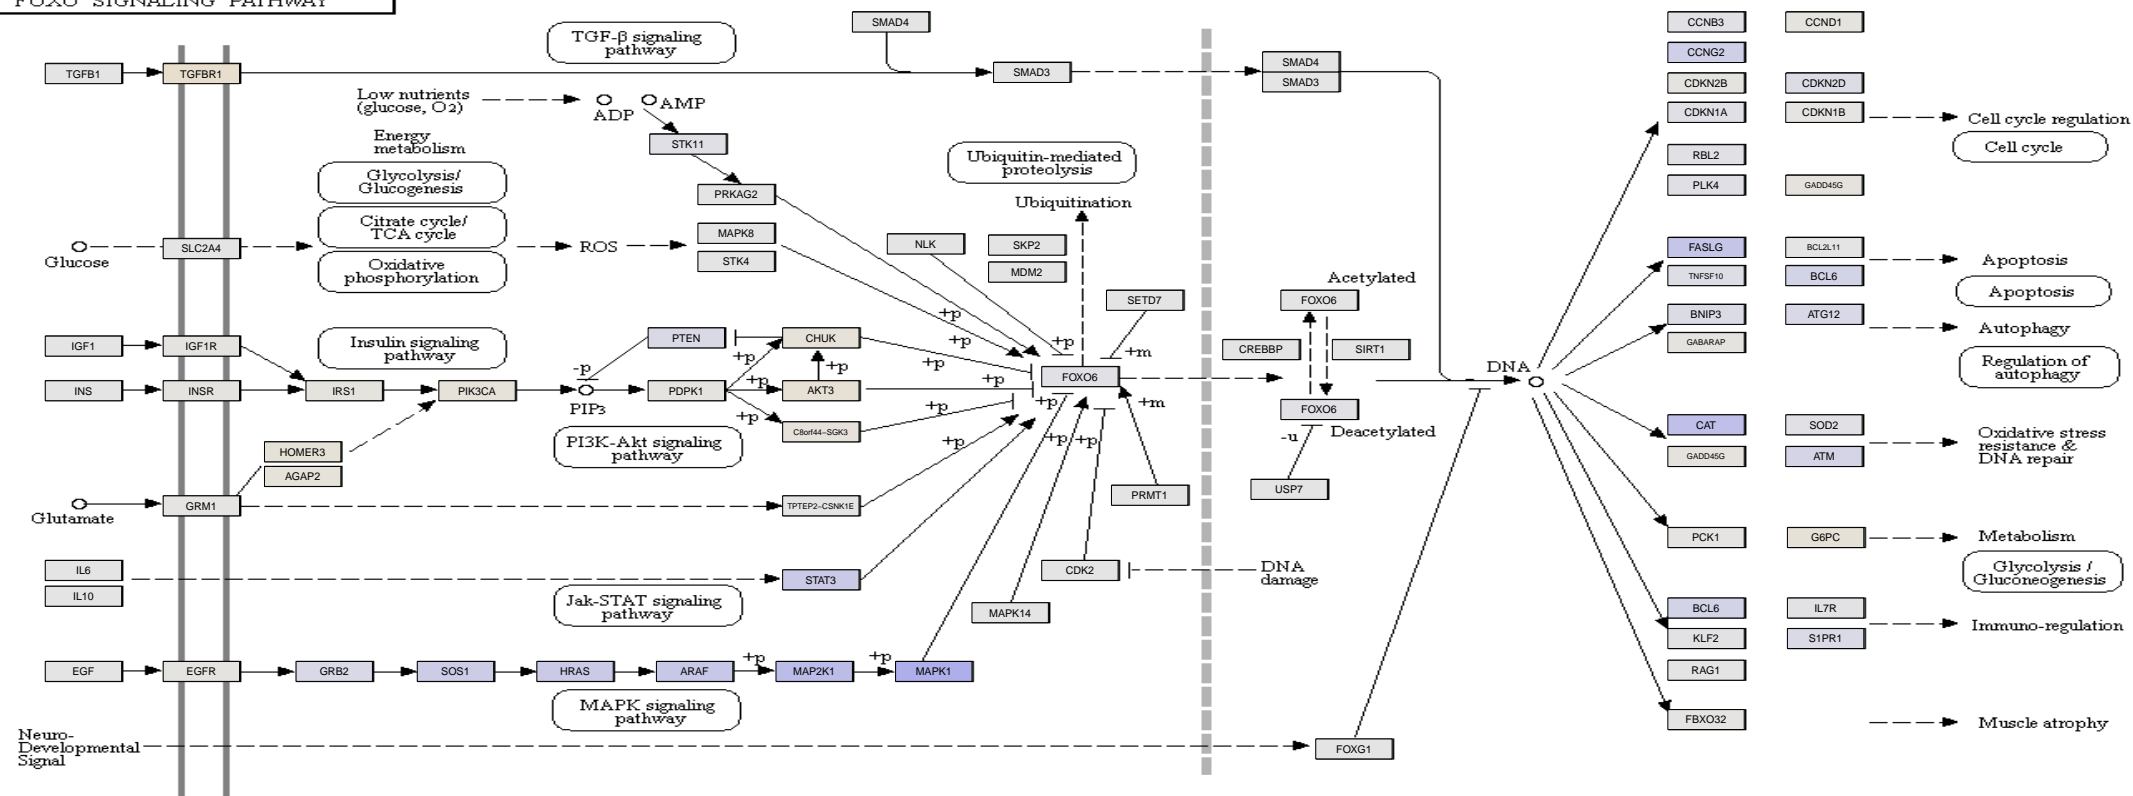 FOXO SIGNALING PATHWAY
SMAD4
TGF-β signaling
pathway
TGFB1
TGFBR1
SMAD3
SMAD4
SMAD3
Low nutrients
(glucose, O2)
ADP
AMP
Energy
metabolism
STK11
Glycolysis/
Glucogenesis
PRKAG2
Citrate cycle/
TCA cycle
Oxidative
phosphorylation
Glucose
SLC2A4
ROS
MAPK8
STK4
Ubiquitin-mediated
proteolysis
Ubiquitination
NLK
SKP2
MDM2
SETD7
+p
+p
+p
+m
IGF1
IGF1R
Insulin signaling
pathway
PTEN
CHUK
+p
+p
+p
INS
INSR
IRS1
PIK3CA
-p
PIP3
PDPK1
+p
AKT3
+p
FOXO6
+p
+m
+p
C8orf44-SGK3
+p
+p
+p
+p
HOMER3
AGAP2
PI3K-Akt signaling
pathway
Glutamate
GRM1
TPTEP2-CSNK1E
PRMT1
IL6
IL10
STAT3
Jak-STAT signaling
pathway
CDK2
DNA
damage
MAPK14
EGF
EGFR
GRB2
SOS1
HRAS
ARAF
+p
MAP2K1
+p
MAPK1
MAPK signaling
pathway
Neuro-
Developmental
Signal
FOXG1
Acetylated
FOXO6
CREBBP
SIRT1
FOXO6
Deacetylated
-u
USP7
DNA
CCNB3
CCND1
CCNG2
CDKN2B
CDKN2D
CDKN1A
CDKN1B
Cell cycle regulation
Cell cycle
RBL2
PLK4
GADD45G
FASLG
BCL2L11
TNFSF10
BCL6
Apoptosis
Apoptosis
BNIP3
ATG12
GABARAP
Autophagy
Regulation of
autophagy
CAT
SOD2
GADD45G
ATM
Oxidative stress
resistance &
DNA repair
PCK1
G6PC
Metabolism
Glycolysis /
Gluconeogenesis
BCL6
IL7R
KLF2
S1PR1
Immuno-regulation
RAG1
FBXO32
Muscle atrophy